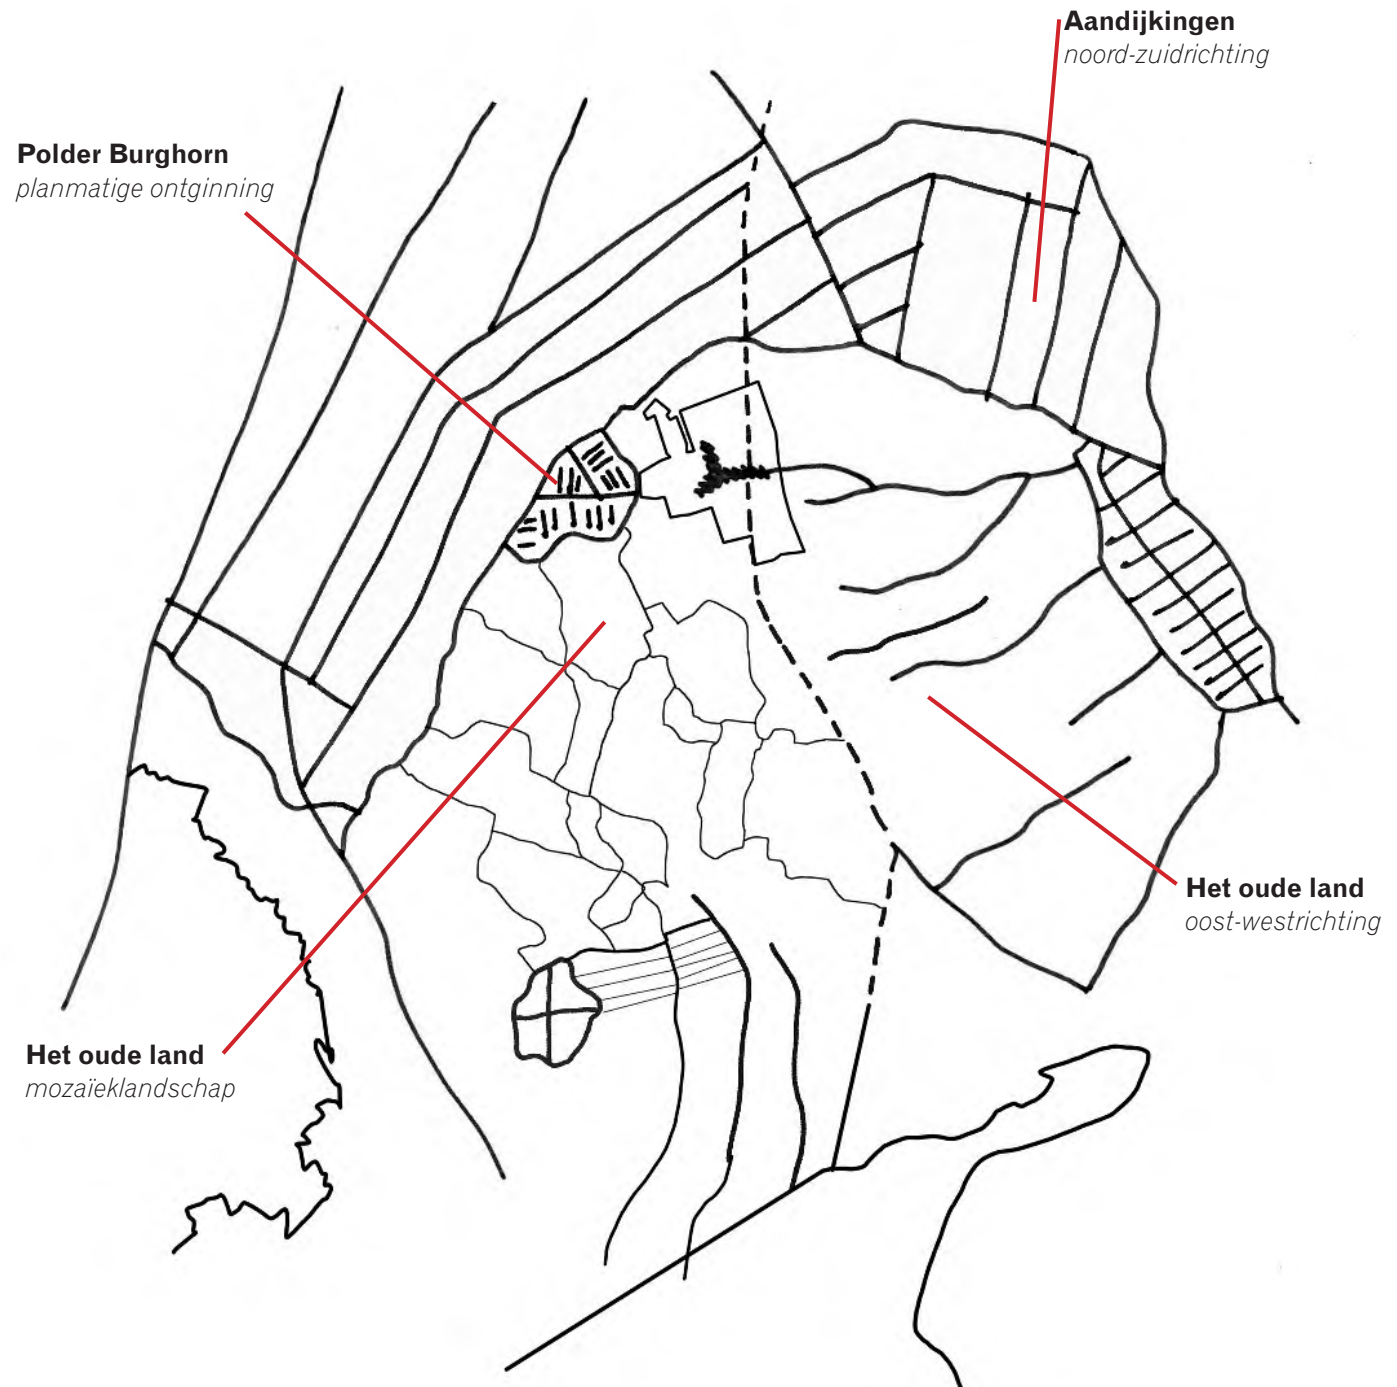 Aandijkingen
noord-zuidrichting
Polder Burghorn
planmatige ontginning
Het oude land
oost-westrichting
Het oude land
mozaïeklandschap